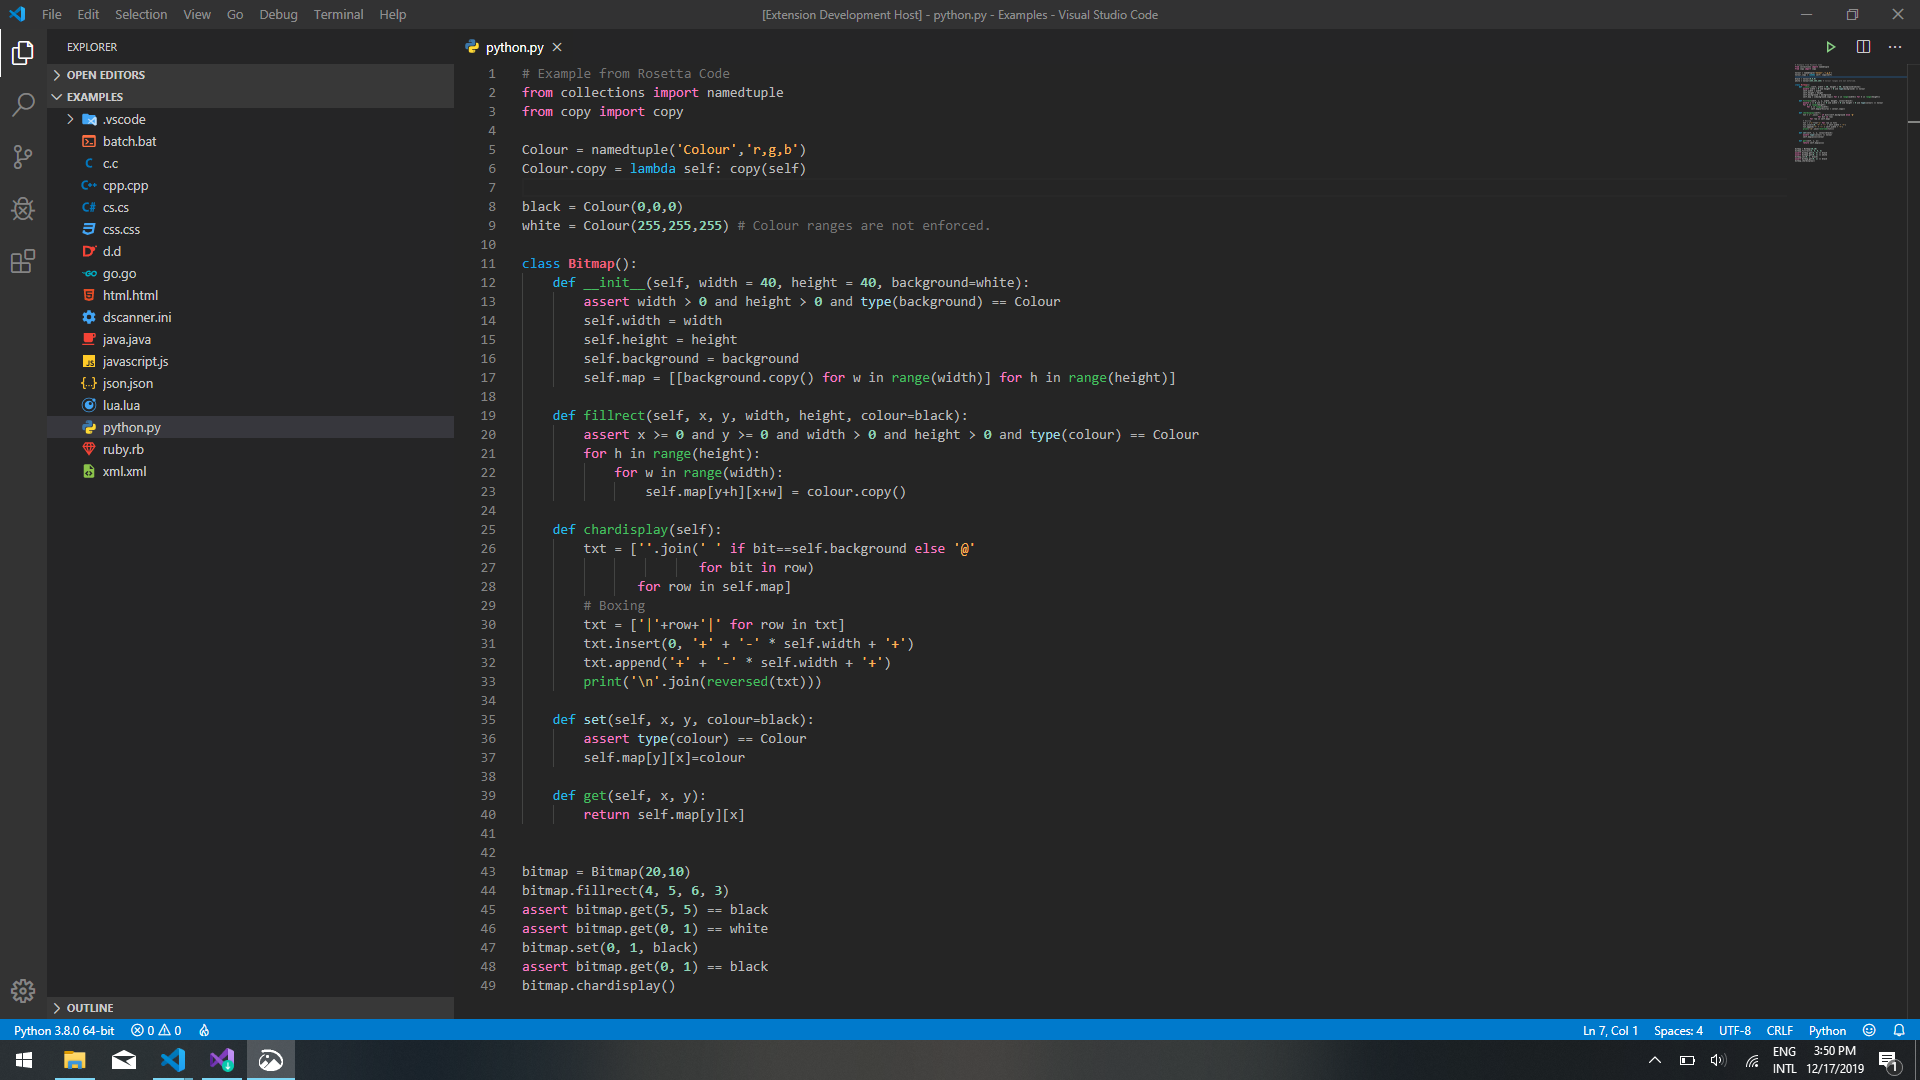 File Edit Selection View Go Debug Terminal Help
[Extension Development Host] - python.py - Examples - Visual Studio Code
EXPLORER
OPEN EDITORS
EXAMPLES
.vscode
batch.bat
C c.c
C++ cpp.cpp
C# cs.cs
css.css
d.d
go.go
html.html
dscanner.ini
java.java
JS javascript.js
json.json
lua.lua
python.py
ruby.rb
xml.xml
OUTLINE
python.py
1 # Example from Rosetta Code
2 from collections import namedtuple
3 from copy import copy
4
5 Colour = namedtuple('Colour','r,g,b')
6 Colour.copy = lambda self: copy(self)
7
8 black = Colour(0,0,0)
9 white = Colour(255,255,255) # Colour ranges are not enforced.
10
11 class Bitmap():
12     def __init__(self, width = 40, height = 40, background=white):
13         assert width > 0 and height > 0 and type(background) == Colour
14         self.width = width
15         self.height = height
16         self.background = background
17         self.map = [[background.copy() for w in range(width)] for h in range(height)]
18
19     def fillrect(self, x, y, width, height, colour=black):
20         assert x >= 0 and y >= 0 and width > 0 and height > 0 and type(colour) == Colour
21         for h in range(height):
22             for w in range(width):
23                 self.map[y+h][x+w] = colour.copy()
24
25     def chardisplay(self):
26         txt = [''.join(' ' if bit==self.background else '@'
27                        for bit in row)
28                for row in self.map]
29         # Boxing
30         txt = ['|'+row+'|' for row in txt]
31         txt.insert(0, '+' + '-' * self.width + '+')
32         txt.append('+' + '-' * self.width + '+')
33         print('\n'.join(reversed(txt)))
34
35     def set(self, x, y, colour=black):
36         assert type(colour) == Colour
37         self.map[y][x]=colour
38
39     def get(self, x, y):
40         return self.map[y][x]
41
42
43 bitmap = Bitmap(20,10)
44 bitmap.fillrect(4, 5, 6, 3)
45 assert bitmap.get(5, 5) == black
46 assert bitmap.get(0, 1) == white
47 bitmap.set(0, 1, black)
48 assert bitmap.get(0, 1) == black
49 bitmap.chardisplay()
Python 3.8.0 64-bit 0 0
Ln 7, Col 1 Spaces: 4 UTF-8 CRLF Python
ENG 3:50 PM
INTL 12/17/2019 1